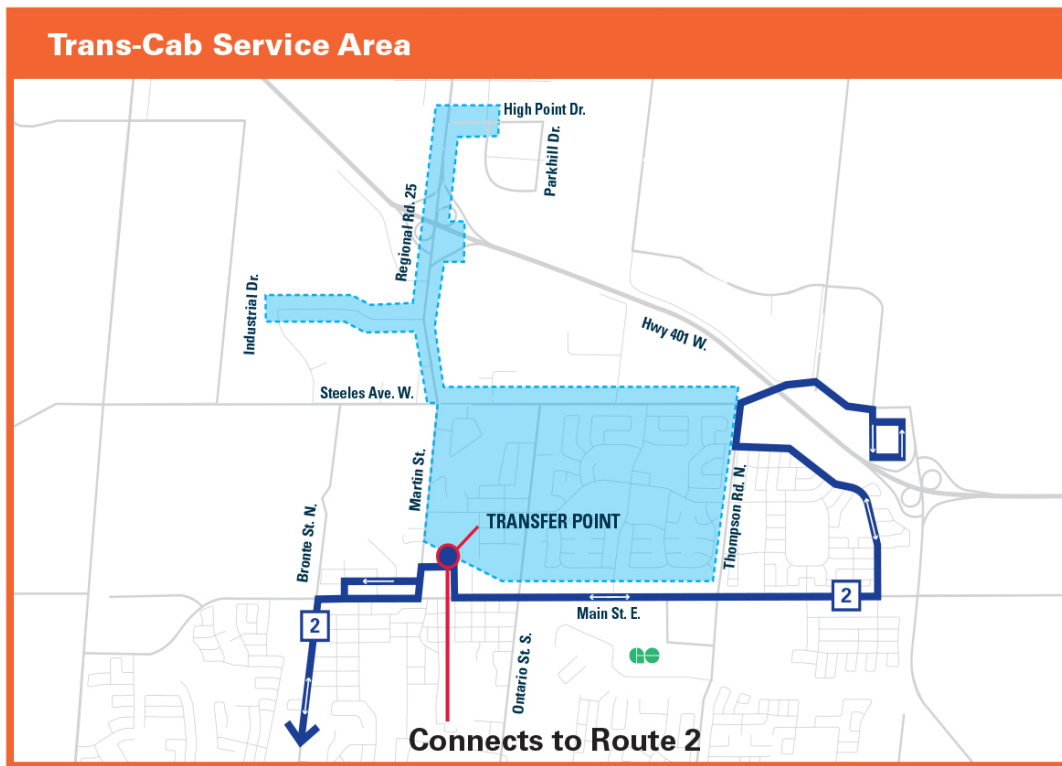 Trans-Cab Service Area
High Point Dr.
Parkhill Dr.
Regional Rd. 25
Industrial Dr.
Hwy 401 W.
Steeles Ave. W.
Martin St.
Thompson Rd. N.
TRANSFER POINT
Bronte St. N.
2
Main St. E.
2
Ontario St. S.
GO
Connects to Route 2